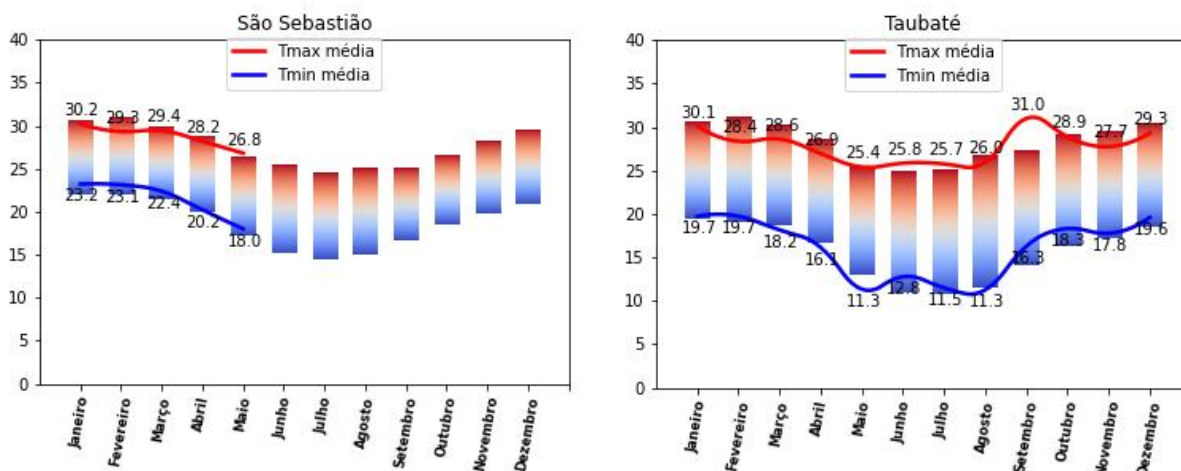 São Sebastião
Tmax média
Tmin média
40
35
30
25
20
15
10
5
0
30.2
29.3
29.4
28.2
26.8
23.2
23.1
22.4
20.2
18.0
Janeiro
Fevereiro
Março
Abril
Maio
Junho
Julho
Agosto
Setembro
Outubro
Novembro
Dezembro
Taubaté
Tmax média
Tmin média
40
35
30
25
20
15
10
5
0
30.1
28.4
28.6
26.9
25.4
25.8
25.7
26.0
31.0
28.9
27.7
29.3
19.7
19.7
18.2
16.1
11.3
12.8
11.5
11.3
16.3
18.3
17.8
19.6
Janeiro
Fevereiro
Março
Abril
Maio
Junho
Julho
Agosto
Setembro
Outubro
Novembro
Dezembro